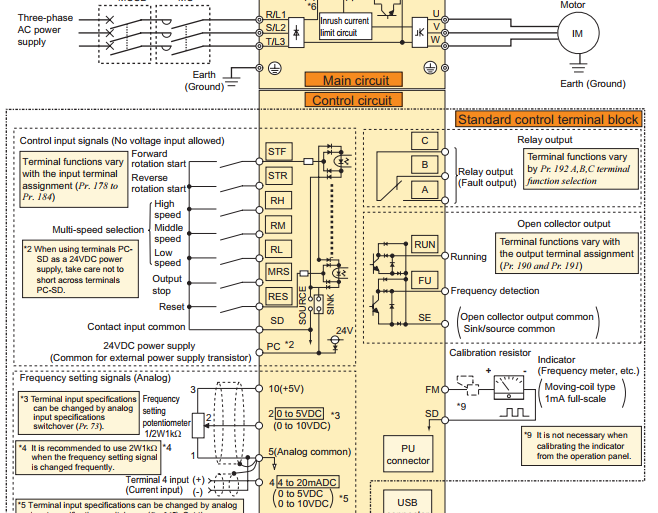 Three-phase
AC power
supply
R/L1
S/L2
T/L3
*6
Inrush current
limit circuit
U
V
W
Motor
IM
Earth
(Ground)
Earth (Ground)
Main circuit
Control circuit
Standard control terminal block
Control input signals (No voltage input allowed)
Terminal functions vary
with the input terminal
assignment (Pr. 178 to
Pr. 184)
Forward
rotation start
Reverse
rotation start
High
speed
Multi-speed selection
Middle
speed
Low
speed
Output
stop
Reset
Contact input common
*2 When using terminals PC-
SD as a 24VDC power
supply, take care not to
short across terminals
PC-SD.
24VDC power supply
(Common for external power supply transistor)
STF
STR
RH
RM
RL
MRS
RES
SD
PC *2
SOURCE
SINK
24V
C
B
A
Relay output
Relay output
(Fault output)
Terminal functions vary
by Pr. 192 A,B,C terminal
function selection
Open collector output
Terminal functions vary with
the output terminal assignment
(Pr. 190 and Pr. 191)
RUN
Running
FU
Frequency detection
SE
Open collector output common
Sink/source common
Frequency setting signals (Analog)
*3 Terminal input specifications
can be changed by analog
input specifications
switchover (Pr. 73).
Frequency
setting
potentiometer
1/2W1kΩ
*4
*4 It is recommended to use 2W1kΩ
when the frequency setting signal
is changed frequently.
3
2
1
10(+5V)
2 0 to 5VDC *3
(0 to 10VDC)
5(Analog common)
Terminal 4 input (+)
(Current input) (-)
4 4 to 20mADC
(0 to 5VDC
0 to 10VDC) *5
*5 Terminal input specifications can be changed by analog
Calibration resistor
Indicator
(Frequency meter, etc.)
+ -
FM
*9
(Moving-coil type
1mA full-scale)
SD
*9 It is not necessary when
calibrating the indicator
from the operation panel.
PU
connector
USB